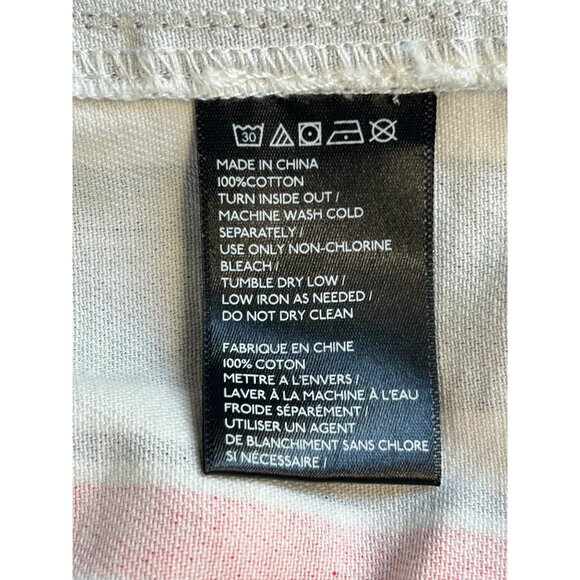 30
MADE IN CHINA
100%COTTON
TURN INSIDE OUT /
MACHINE WASH COLD
SEPARATELY /
USE ONLY NON-CHLORINE
BLEACH /
TUMBLE DRY LOW /
LOW IRON AS NEEDED /
DO NOT DRY CLEAN
FABRIQUE EN CHINE
100% COTON
METTRE A L'ENVERS /
LAVER À LA MACHINE À L'EAU
FROIDE SÉPARÉMENT /
UTILISER UN AGENT
DE BLANCHIMENT SANS CHLORE
SI NÉCESSAIRE /